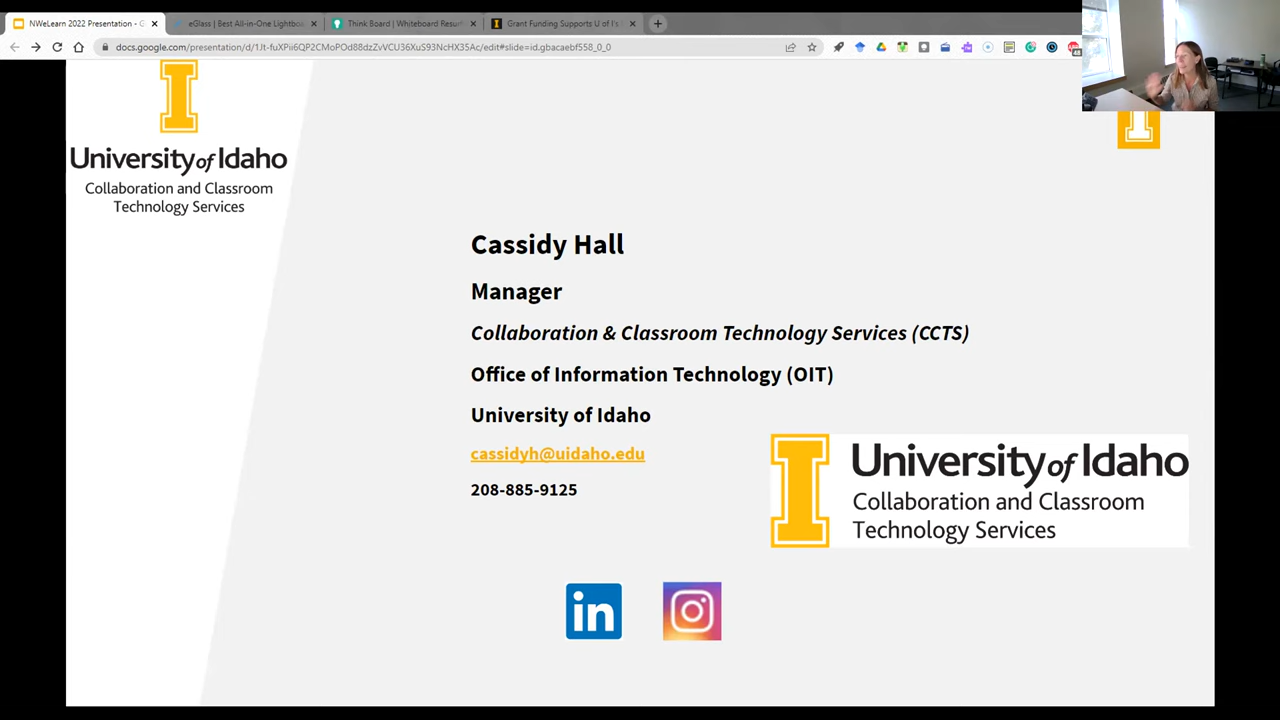 NWeLearn 2022 Presentation - G
eGlass | Best All-in-One Lightboa
Think Board | Whiteboard Resur
Grant Funding Supports U of I's
docs.google.com/presentation/d/
edit#slide=id.gbacaebf558_0_0
University of Idaho
Collaboration and Classroom
Technology Services
Cassidy Hall
Manager
Collaboration & Classroom Technology Services (CCTS)
Office of Information Technology (OIT)
University of Idaho
cassidyh@uidaho.edu
208-885-9125
University of Idaho
Collaboration and Classroom
Technology Services
in